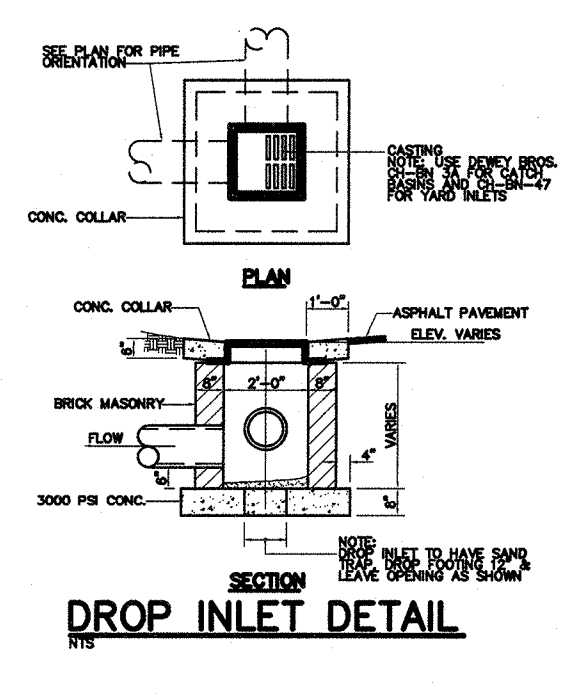 SEE PLAN FOR PIPE
ORIENTATION
CASTING
NOTE: USE DEWEY BROS.
CH-BN 3A FOR CATCH
BASINS AND CH-BN-47
FOR YARD INLETS
CONC. COLLAR
PLAN
CONC. COLLAR
1'-0"
ASPHALT PAVEMENT
ELEV. VARIES
6"
8"
2'-0"
8"
BRICK MASONRY
VARIES
FLOW
4"
6"
3000 PSI CONC.
8"
NOTE:
DROP INLET TO HAVE SAND
TRAP. DROP FOOTING 12" &
LEAVE OPENING AS SHOWN
SECTION
DROP INLET DETAIL
NTS